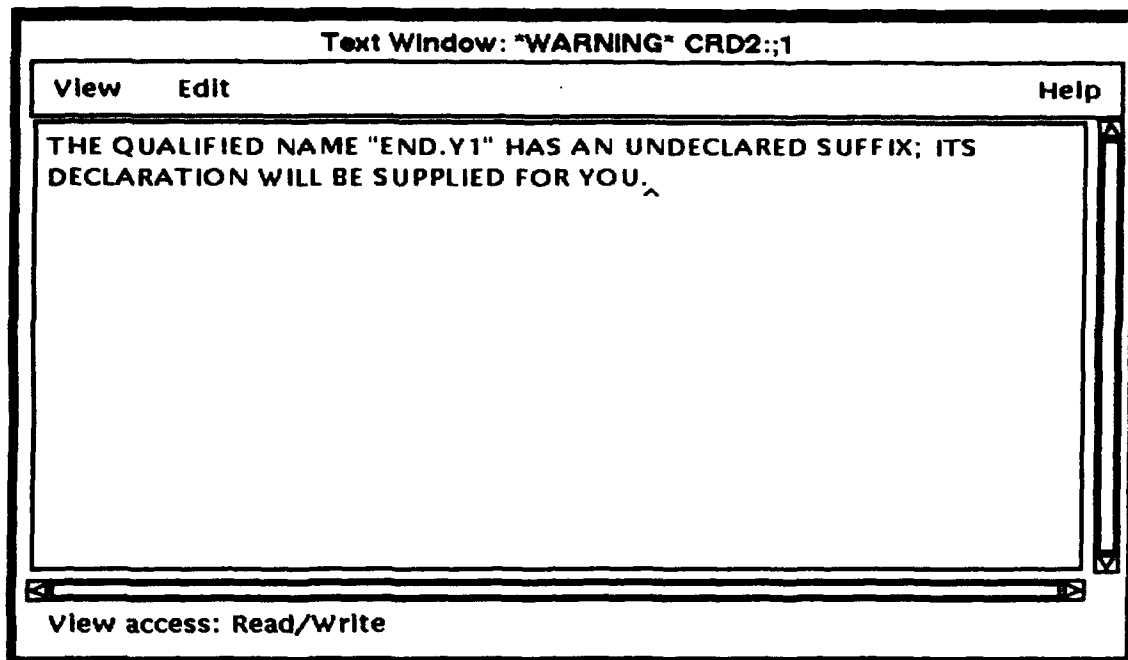 Text Window: *WARNING* CRD2:;1
View Edit Help
THE QUALIFIED NAME "END.Y1" HAS AN UNDECLARED SUFFIX; ITS
DECLARATION WILL BE SUPPLIED FOR YOU.^
View access: Read/Write